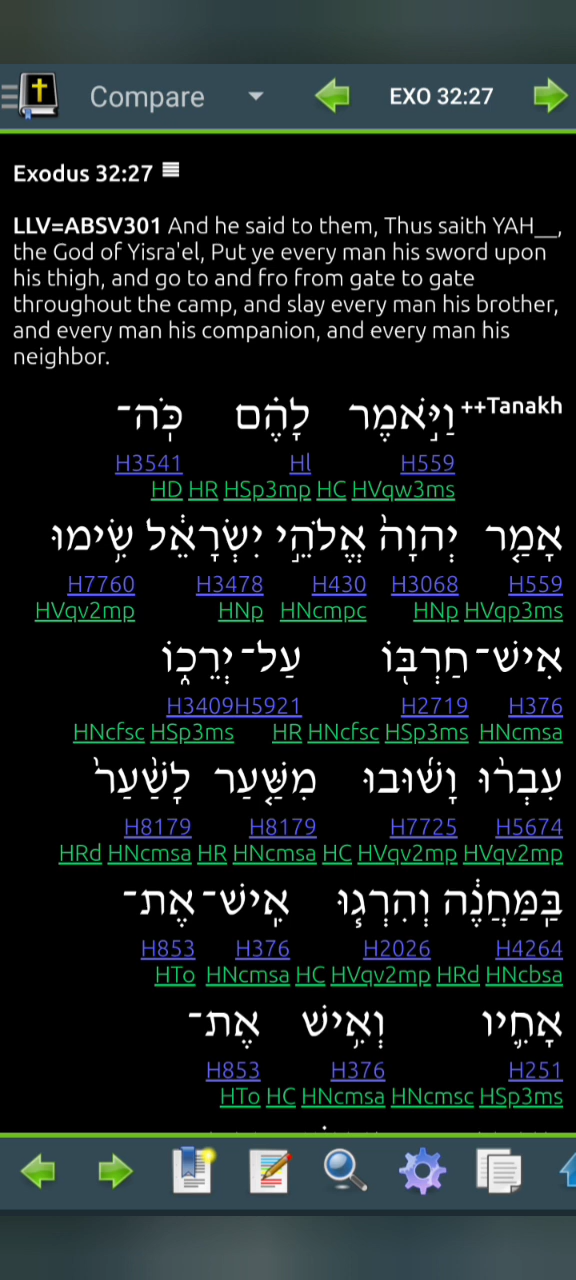 Compare
EXO 32:27
Exodus 32:27
LLV=ABSV301 And he said to them, Thus saith YAH__,
the God of Yisra'el, Put ye every man his sword upon
his thigh, and go to and fro from gate to gate
throughout the camp, and slay every man his brother,
and every man his companion, and every man his
neighbor.
++Tanakh וַיֹּ֣אמֶר לָהֶ֗ם כֹּֽה־
H3541 Hl H559
HD HR HSp3mp HC HVqw3ms
אָמַ֤ר יְהוָה֙ אֱלֹהֵ֣י יִשְׂרָאֵ֔ל שִׂ֥ימוּ
H7760 H3478 H430 H3068 H559
HVqv2mp HNp HNcmpc HNp HVqp3ms
אִישׁ־חַרְבּ֖וֹ עַל־יְרֵכ֑וֹ
H3409H5921 H2719 H376
HNcfsc HSp3ms HR HNcfsc HSp3ms HNcmsa
עִבְר֨וּ וָשׁ֜וּבוּ מִשַּׁ֤עַר לָשַׁ֙עַר֙
H8179 H8179 H7725 H5674
HRd HNcmsa HR HNcmsa HC HVqv2mp HVqv2mp
בַּֽמַּחֲנֶ֔ה וְהִרְג֧וּ אִֽישׁ־אֶת־
H853 H376 H2026 H4264
HTo HNcmsa HC HVqv2mp HRd HNcbsa
אָחִ֛יו וְאִ֥ישׁ אֶת־
H853 H376 H251
HTo HC HNcmsa HNcmsc HSp3ms